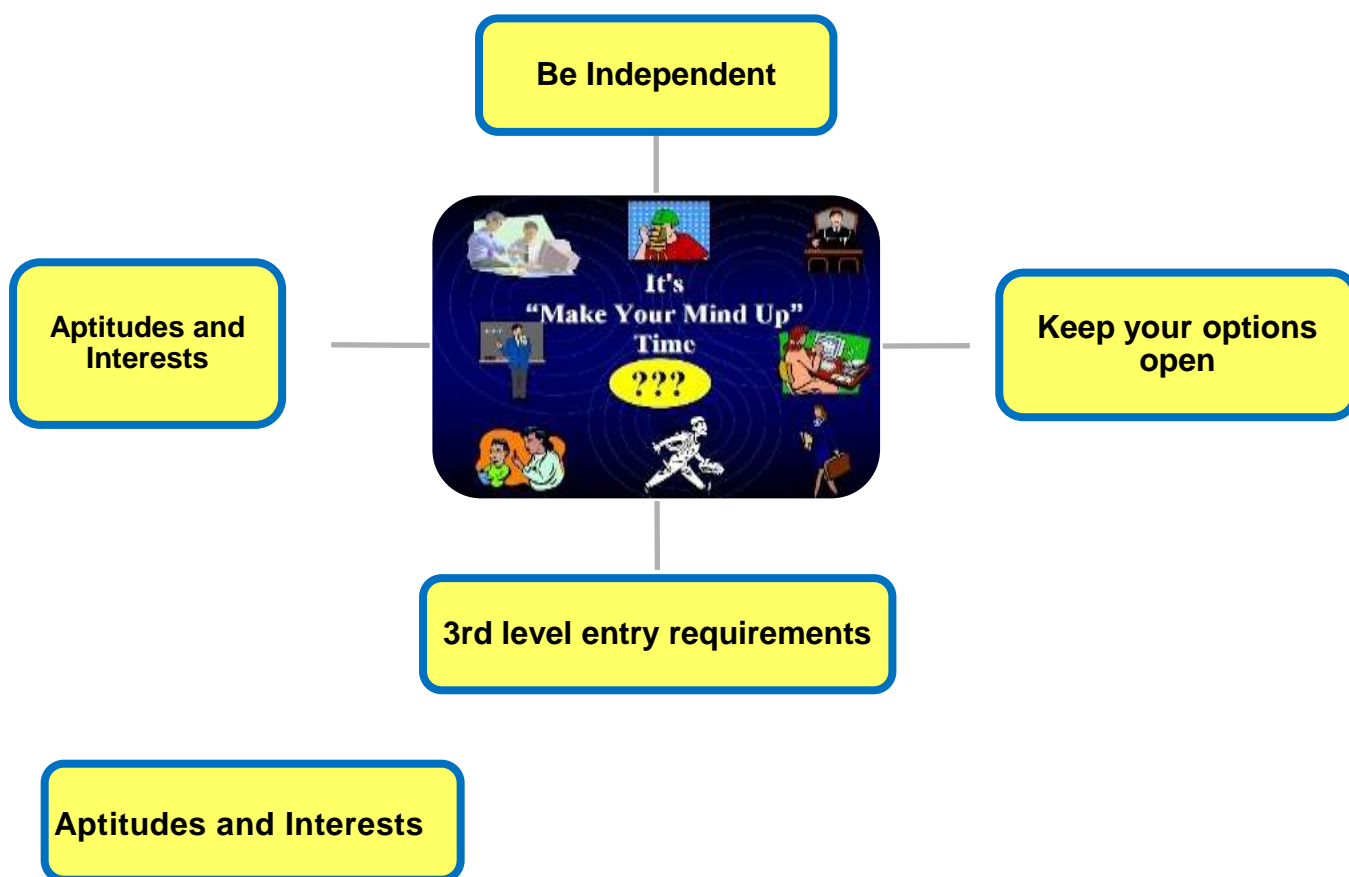 Be Independent
Aptitudes and
Interests
It's
“Make Your Mind Up”
Time
???
Keep your options
open
3rd level entry requirements
Aptitudes and Interests